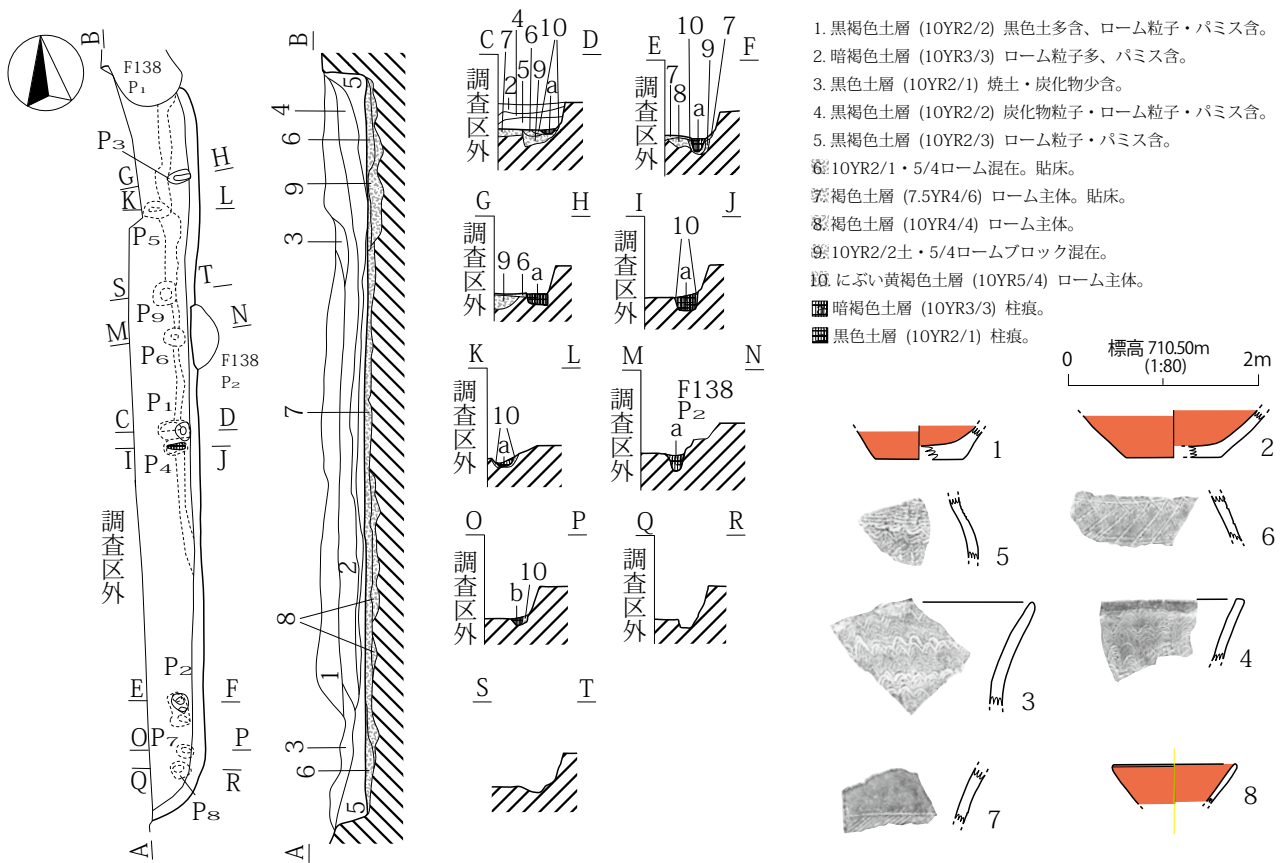 1. 黒褐色土層 (10YR2/2) 黒色土多含、ローム粒子・パミス含。
2. 暗褐色土層 (10YR3/3) ローム粒子多、パミス含。
3. 黒色土層 (10YR2/1) 焼土・炭化物少含。
4. 黒褐色土層 (10YR2/2) 炭化物粒子・ローム粒子・パミス含。
5. 黒褐色土層 (10YR2/3) ローム粒子・パミス含。
6. 10YR2/1・5/4ローム混在。貼床。
7. 褐色土層 (7.5YR4/6) ローム主体。貼床。
8. 褐色土層 (10YR4/4) ローム主体。
9. 10YR2/2土・5/4ロームブロック混在。
10. にぶい黄褐色土層 (10YR5/4) ローム主体。
暗褐色土層 (10YR3/3) 柱痕。
黒色土層 (10YR2/1) 柱痕。
標高 710.50m
0 (1:80) 2m
B
F138
P1
P3
G H
K L
P5
S T
P9
M N
P6
F138
P2
P1
C D
I J
P4
調査区外
P2
E F
O P7 P
Q R
P8
A
B
5
4
6
9
3
7
2
8
1
3
6
5
A
4 10
C 7 6 D
5 9 a
2
調査区外
10 7
E 9 F
7
8 a
調査区外
G H
9 6 a
調査区外
I J
10
a
調査区外
K L
10
a
調査区外
M N
F138
P2
a
調査区外
O P
10
b
調査区外
Q R
調査区外
S T
1
2
5
6
3
4
7
8